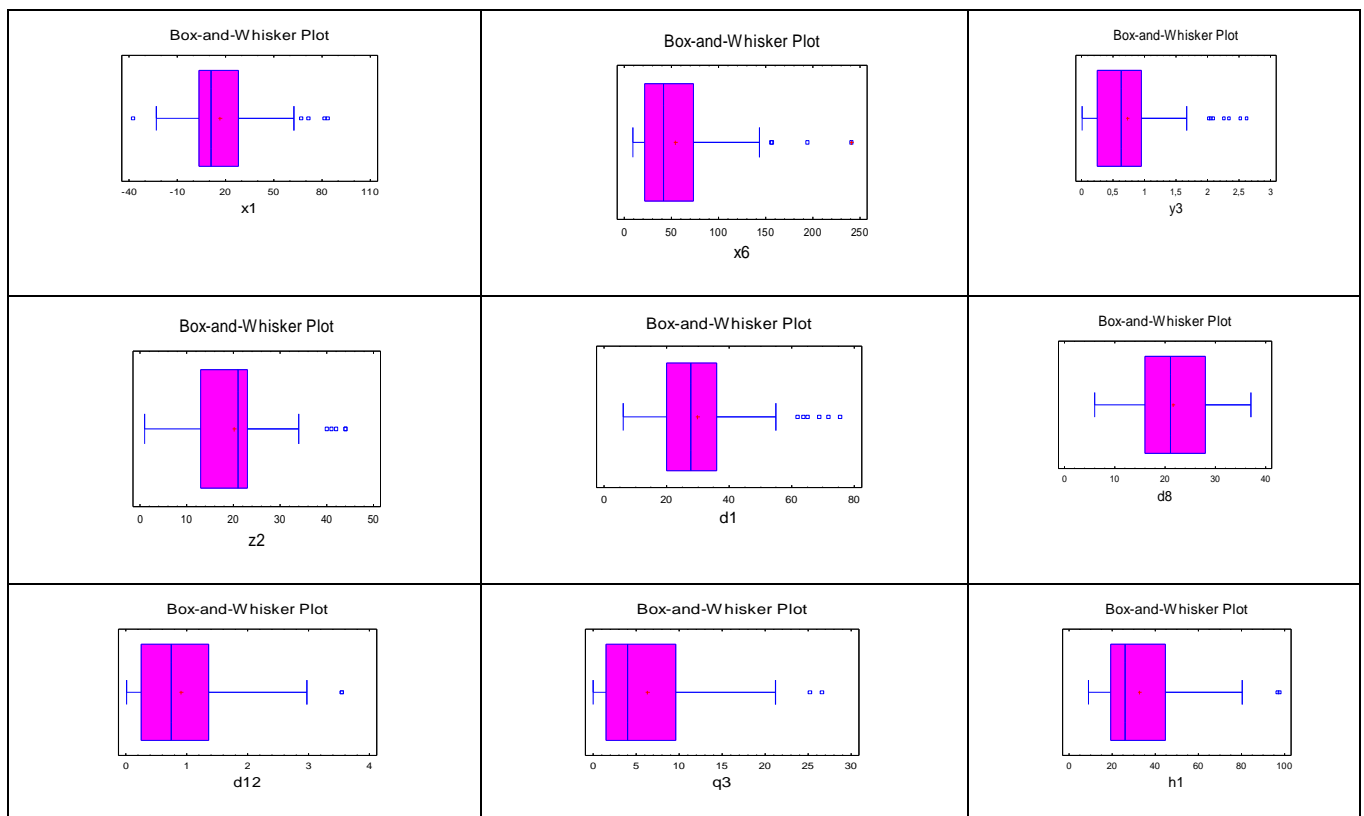 Box-and-Whisker Plot
-40 -10 20 50 80 110
x1
Box-and-Whisker Plot
0 50 100 150 200 250
x6
Box-and-Whisker Plot
0 0,5 1 1,5 2 2,5 3
y3
Box-and-Whisker Plot
0 10 20 30 40 50
z2
Box-and-Whisker Plot
0 20 40 60 80
d1
Box-and-Whisker Plot
0 10 20 30 40
d8
Box-and-Whisker Plot
0 1 2 3 4
d12
Box-and-Whisker Plot
0 5 10 15 20 25 30
q3
Box-and-Whisker Plot
0 20 40 60 80 100
h1